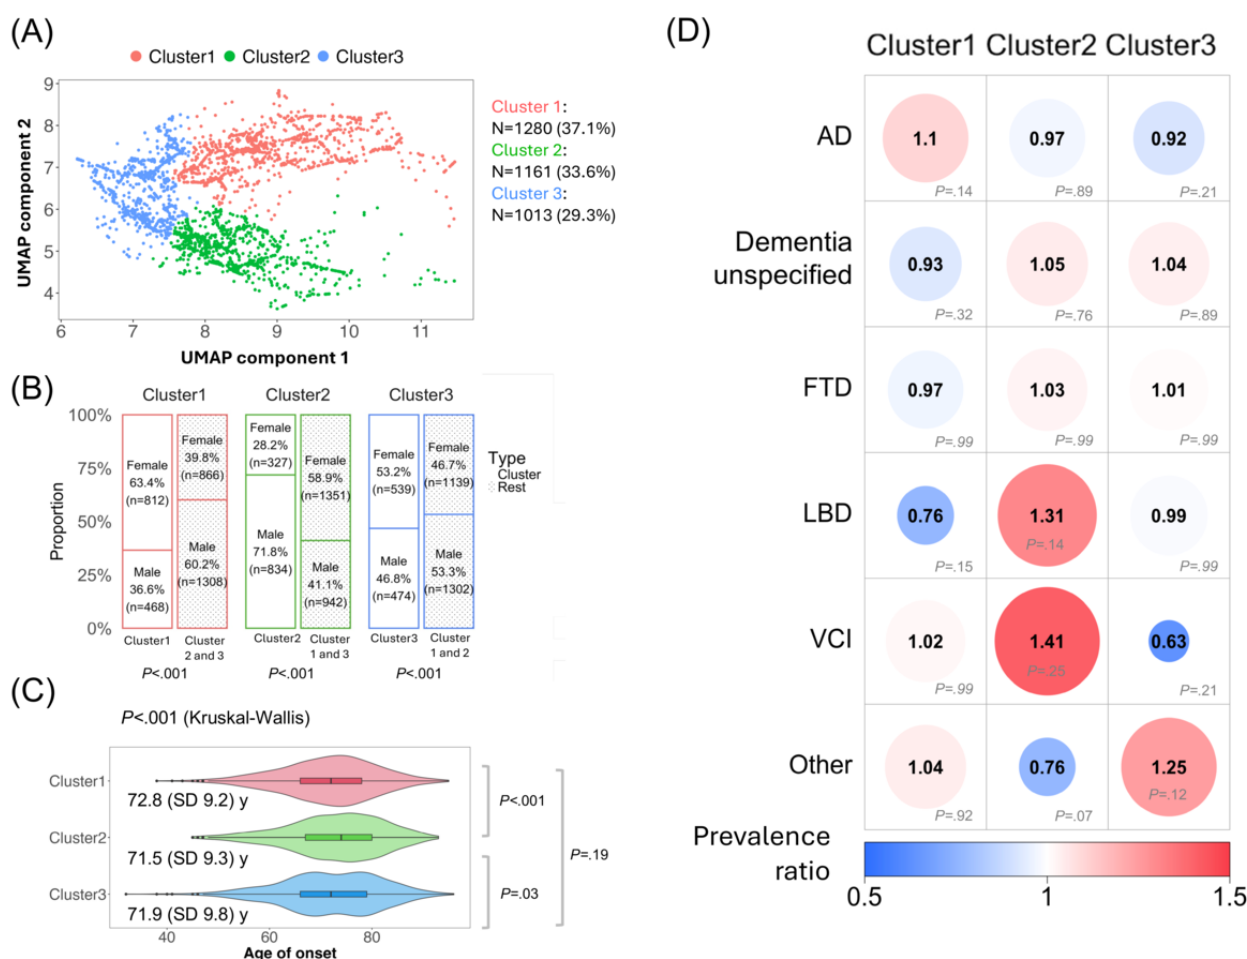 (A)
Cluster1 Cluster2 Cluster3
UMAP component 2
9
8
7
6
5
4
6 7 8 9 10 11
UMAP component 1
Cluster 1:
N=1280 (37.1%)
Cluster 2:
N=1161 (33.6%)
Cluster 3:
N=1013 (29.3%)
(B)
Cluster1 Cluster2 Cluster3
Proportion
100%
75%
50%
25%
0%
Female
63.4%
(n=812)
Male
36.6%
(n=468)
Female
39.8%
(n=866)
Male
60.2%
(n=1308)
Female
28.2%
(n=327)
Male
71.8%
(n=834)
Female
58.9%
(n=1351)
Male
41.1%
(n=942)
Female
53.2%
(n=539)
Male
46.8%
(n=474)
Female
46.7%
(n=1139)
Male
53.3%
(n=1302)
Cluster1
Cluster
2 and 3
Cluster2
Cluster
1 and 3
Cluster3
Cluster
1 and 2
P<.001 P<.001 P<.001
Type
Cluster
Rest
(C)
P<.001 (Kruskal-Wallis)
Cluster1
72.8 (SD 9.2) y
Cluster2
71.5 (SD 9.3) y
Cluster3
71.9 (SD 9.8) y
P<.001
P=.03
P=.19
40 60 80
Age of onset
(D)
Cluster1 Cluster2 Cluster3
AD
1.1 0.97 0.92
P=.14 P=.89 P=.21
Dementia
unspecified
0.93 1.05 1.04
P=.32 P=.76 P=.89
FTD
0.97 1.03 1.01
P=.99 P=.99 P=.99
LBD
0.76 1.31 0.99
P=.15 P=.14 P=.99
VCI
1.02 1.41 0.63
P=.99 P=.25 P=.21
Other
1.04 0.76 1.25
P=.92 P=.07 P=.12
Prevalence
ratio
0.5 1 1.5